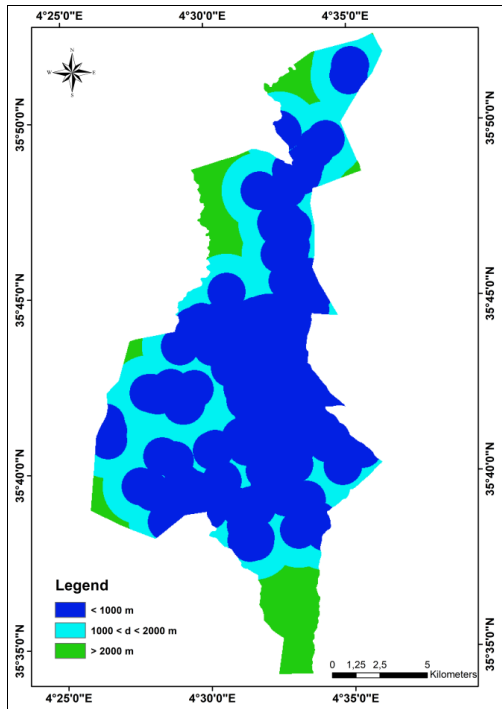 4°25'0"E 4°30'0"E 4°35'0"E
N
W E
S
35°50'0"N 35°50'0"N
35°45'0"N 35°45'0"N
35°40'0"N 35°40'0"N
35°35'0"N 35°35'0"N
Legend
< 1000 m
1000 < d < 2000 m
> 2000 m
0 1,25 2,5 5
Kilometers
4°25'0"E 4°30'0"E 4°35'0"E